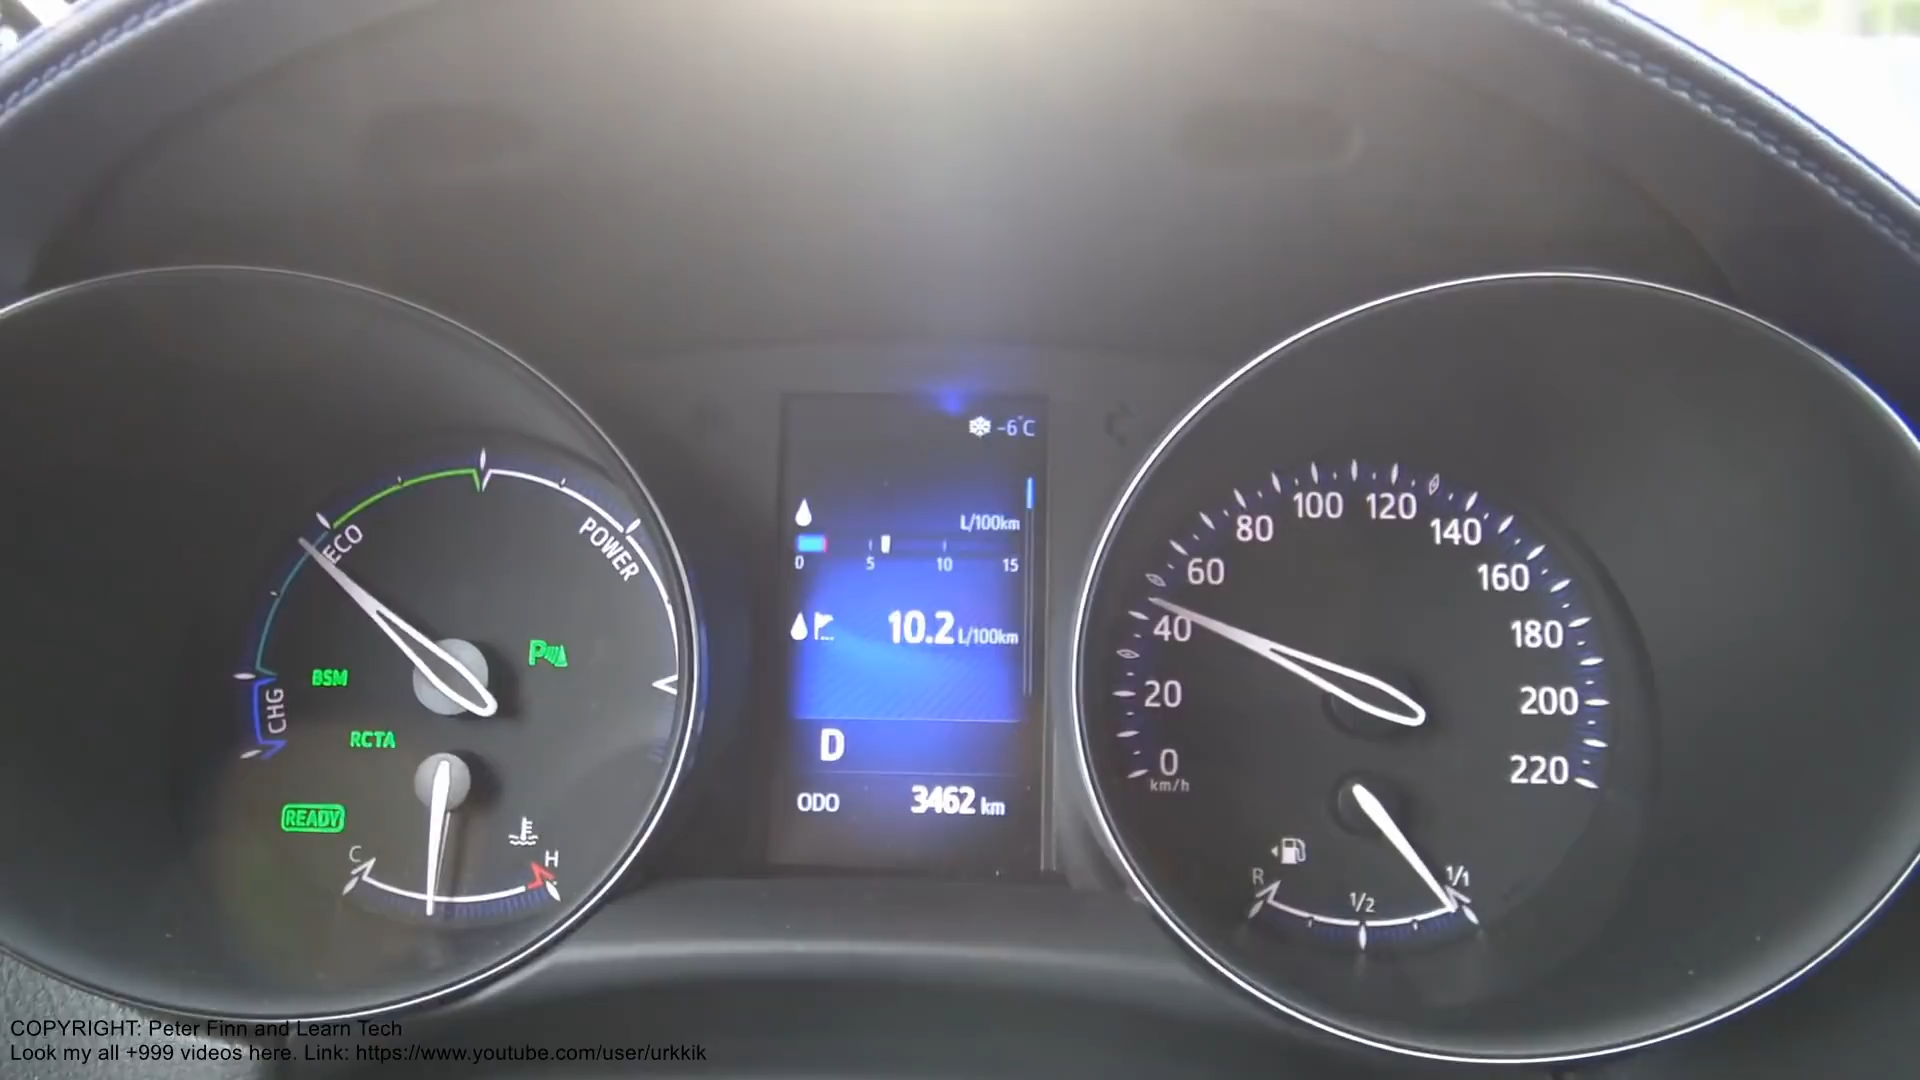 ECO
POWER
CHG
BSM
RCTA
READY
P
C
H
-6°C
L/100km
0 5 10 15
10.2 L/100km
D
ODO 3462 km
0
20
40
60
80
100
120
140
160
180
200
220
km/h
R
1/2
1/1
COPYRIGHT: Peter Finn and Learn Tech
Look my all +999 videos here. Link: https://www.youtube.com/user/urkkik